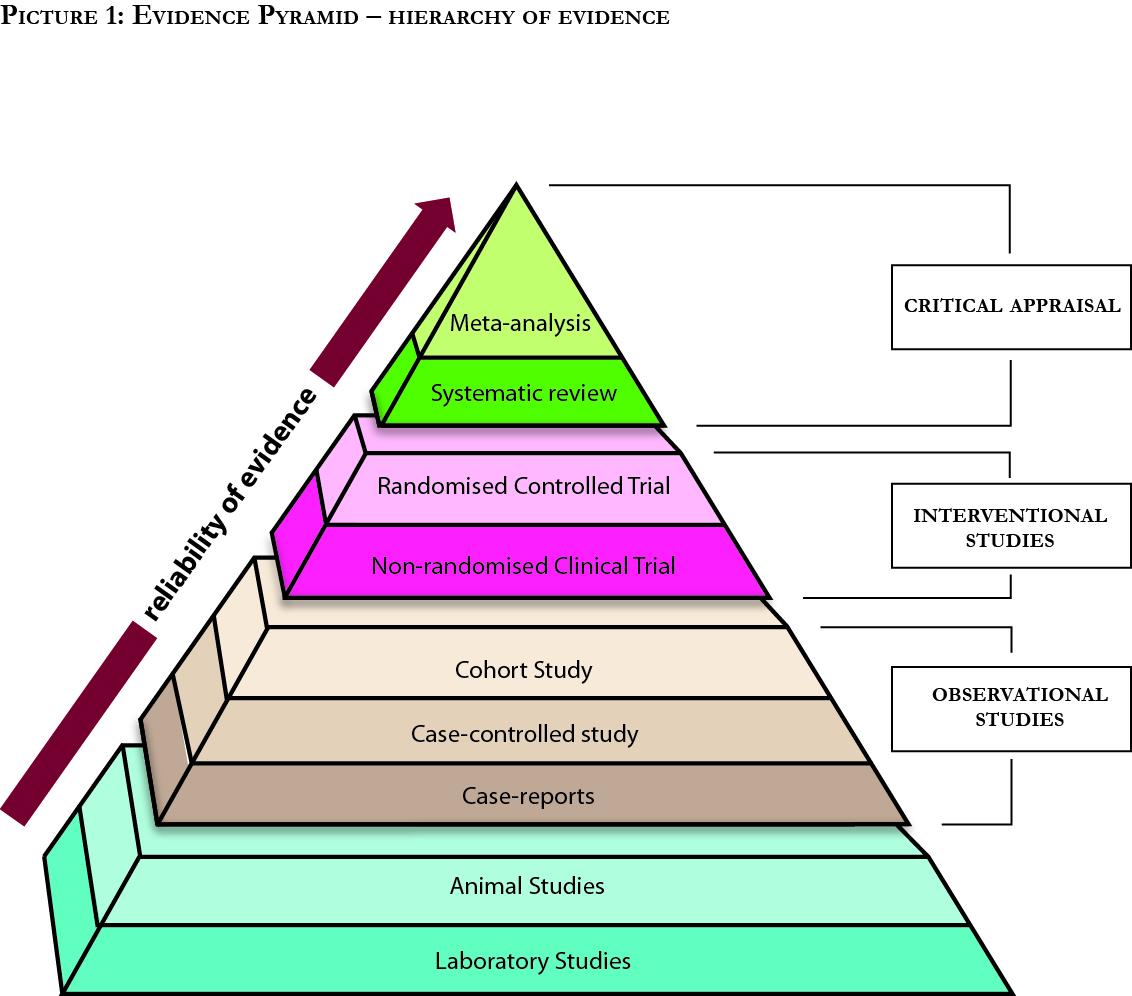 Picture 1: Evidence Pyramid – hierarchy of evidence
reliability of evidence
Meta-analysis
Systematic review
CRITICAL APPRAISAL
Randomised Controlled Trial
Non-randomised Clinical Trial
INTERVENTIONAL
STUDIES
Cohort Study
Case-controlled study
Case-reports
OBSERVATIONAL
STUDIES
Animal Studies
Laboratory Studies